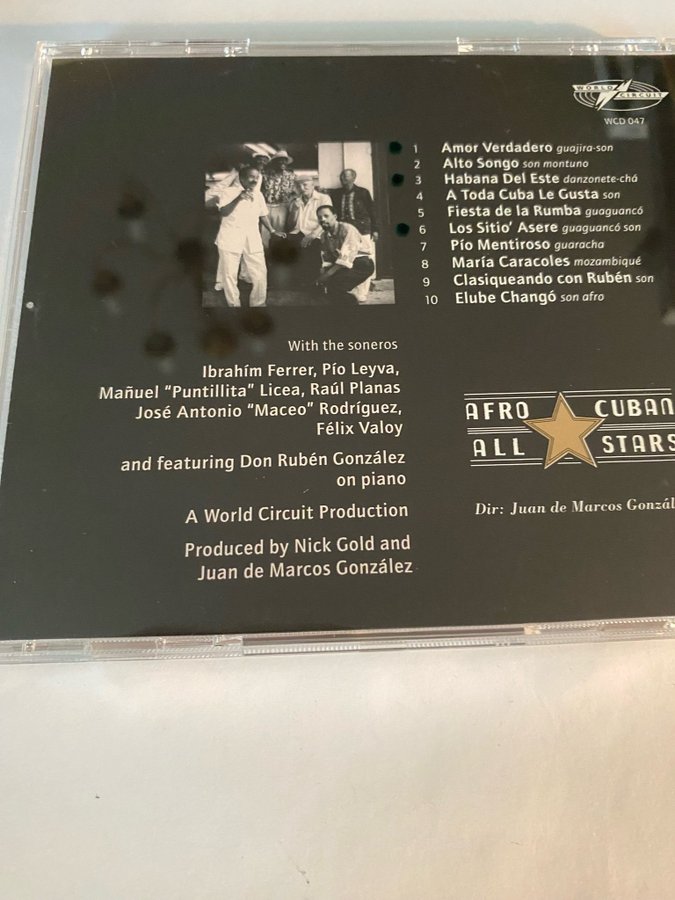 WORLD CIRCUIT
WCD 047
1 Amor Verdadero guajira-son
2 Alto Songo son montuno
3 Habana Del Este danzonete-chá
4 A Toda Cuba Le Gusta son
5 Fiesta de la Rumba guaguancó
6 Los Sitio' Asere guaguancó son
7 Pío Mentiroso guaracha
8 María Caracoles mozambiqué
9 Clasiqueando con Rubén son
10 Elube Changó son afro
With the soneros
Ibrahím Ferrer, Pío Leyva,
Mañuel "Puntillita" Licea, Raúl Planas
José Antonio "Maceo" Rodríguez,
Félix Valoy
and featuring Don Rubén González
on piano
A World Circuit Production
Produced by Nick Gold and
Juan de Marcos González
AFRO CUBAN
ALL STARS
Dir: Juan de Marcos Gonzál